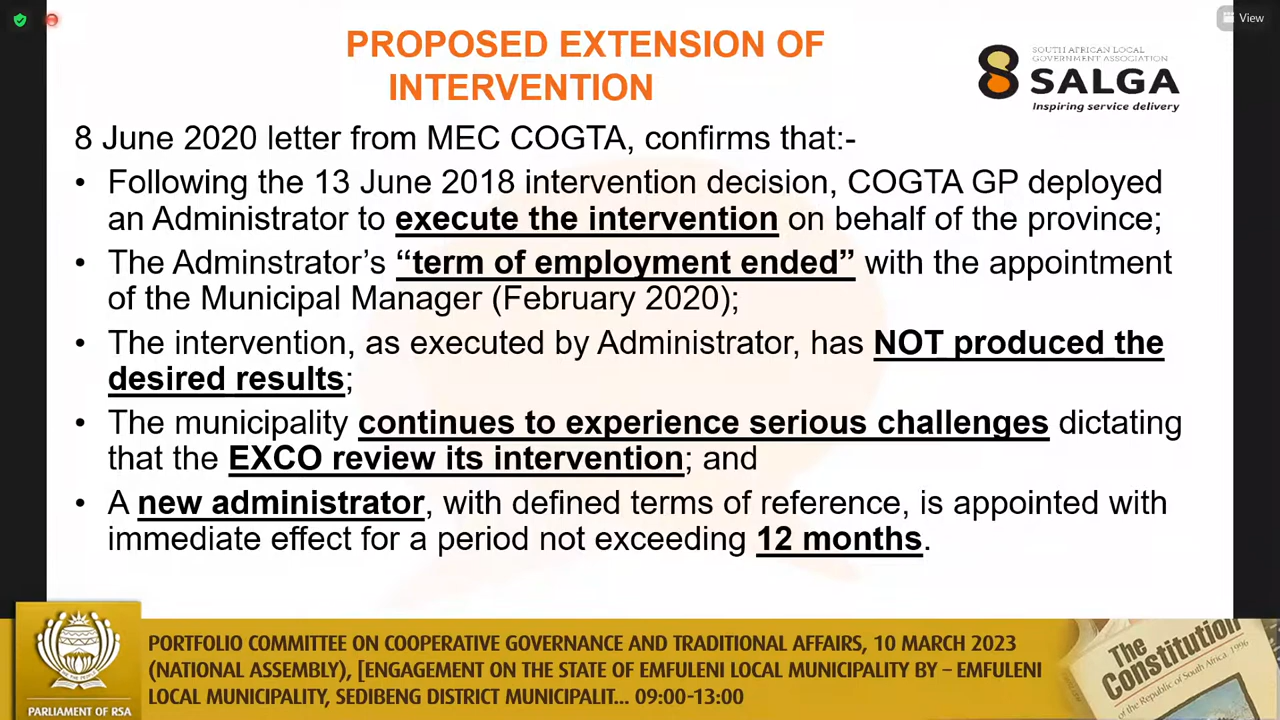 View
PROPOSED EXTENSION OF
INTERVENTION
SOUTH AFRICAN LOCAL
GOVERNMENT ASSOCIATION
SALGA
Inspiring service delivery
8 June 2020 letter from MEC COGTA, confirms that:-
• Following the 13 June 2018 intervention decision, COGTA GP deployed
an Administrator to execute the intervention on behalf of the province;
• The Adminstrator’s “term of employment ended” with the appointment
of the Municipal Manager (February 2020);
• The intervention, as executed by Administrator, has NOT produced the
desired results;
• The municipality continues to experience serious challenges dictating
that the EXCO review its intervention; and
• A new administrator, with defined terms of reference, is appointed with
immediate effect for a period not exceeding 12 months.
PARLIAMENT OF RSA
PORTFOLIO COMMITTEE ON COOPERATIVE GOVERNANCE AND TRADITIONAL AFFAIRS, 10 MARCH 2023
(NATIONAL ASSEMBLY), [ENGAGEMENT ON THE STATE OF EMFULENI LOCAL MUNICIPALITY BY – EMFULENI
LOCAL MUNICIPALITY, SEDIBENG DISTRICT MUNICIPALIT... 09:00-13:00
The
Constitution
of the Republic of South Africa, 1996